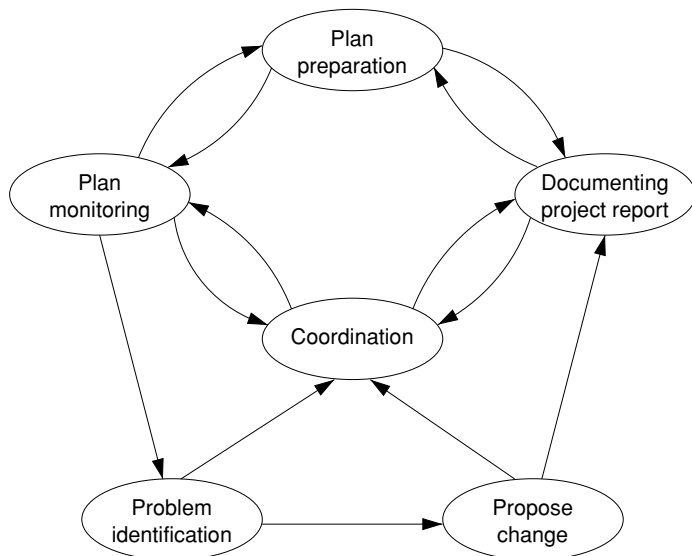 Plan
preparation
Plan
monitoring
Documenting
project report
Coordination
Problem
identification
Propose
change